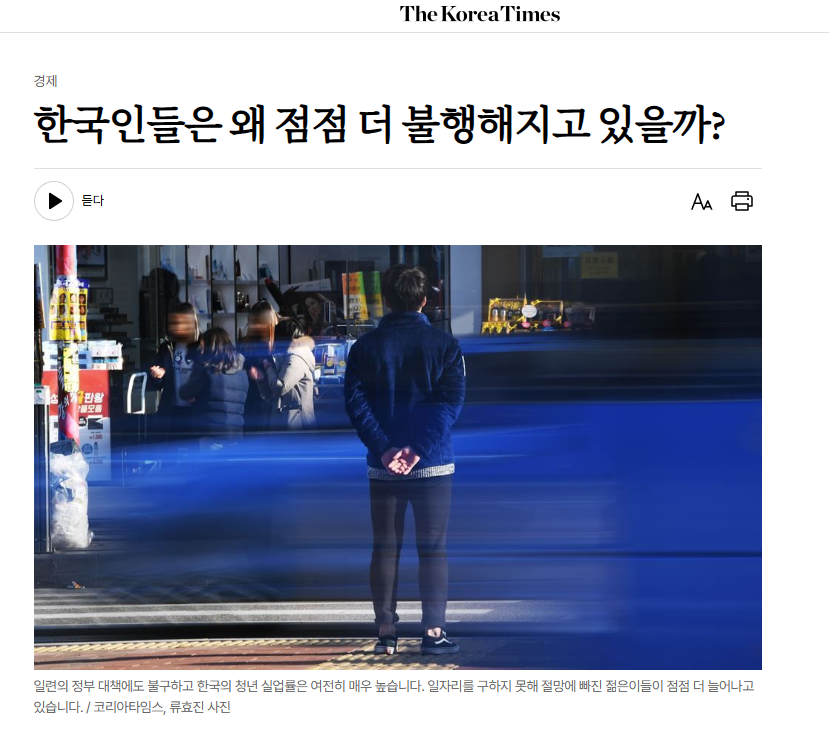 The Korea Times
경제
한국인들은 왜 점점 더 불행해지고 있을까?
듣다
AA
일련의 정부 대책에도 불구하고 한국의 청년 실업률은 여전히 매우 높습니다. 일자리를 구하지 못해 절망에 빠진 젊은이들이 점점 더 늘어나고
있습니다. / 코리아타임스, 류효진 사진